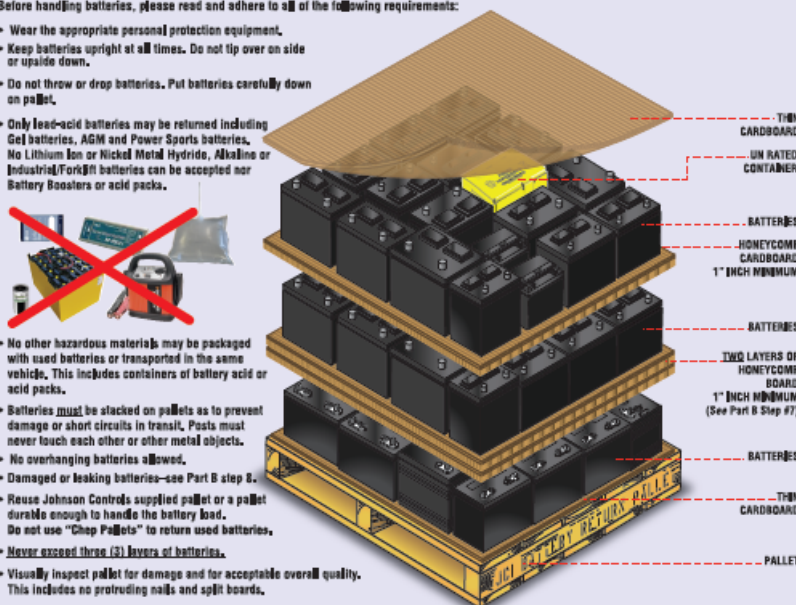 Before handling batteries, please read and adhere to all of the following requirements:
• Wear the appropriate personal protection equipment.
• Keep batteries upright at all times. Do not tip over on side
or upside down.
• Do not throw or drop batteries. Put batteries carefully down
on pallet.
• Only lead-acid batteries may be returned including
Gel batteries, AGM and Power Sports batteries.
No Lithium Ion or Nickel Metal Hydride, Alkaline or
Industrial/Forklift batteries can be accepted nor
Battery Boosters or acid packs.
• No other hazardous materials may be packaged
with used batteries or transported in the same
vehicle. This includes containers of battery acid or
acid packs.
• Batteries must be stacked on pallets as to prevent
damage or short circuits in transit. Posts must
never touch each other or other metal objects.
• No overhanging batteries allowed.
• Damaged or leaking batteries–see Part B step 8.
• Reuse Johnson Controls supplied pallet or a pallet
durable enough to handle the battery load.
Do not use "Chep Pallets" to return used batteries.
• Never exceed three (3) layers of batteries.
• Visually inspect pallet for damage and for acceptable overall quality.
This includes no protruding nails and split boards.
THIN
CARDBOARD
UN RATED
CONTAINER
BATTERIES
HONEYCOMB
CARDBOARD
1" INCH MINIMUM
BATTERIES
TWO LAYERS OF
HONEYCOMB
BOARD
1" INCH MINIMUM
(See Part B Step #7)
BATTERIES
THIN
CARDBOARD
PALLET
JCI BATTERY RETURN PALLET